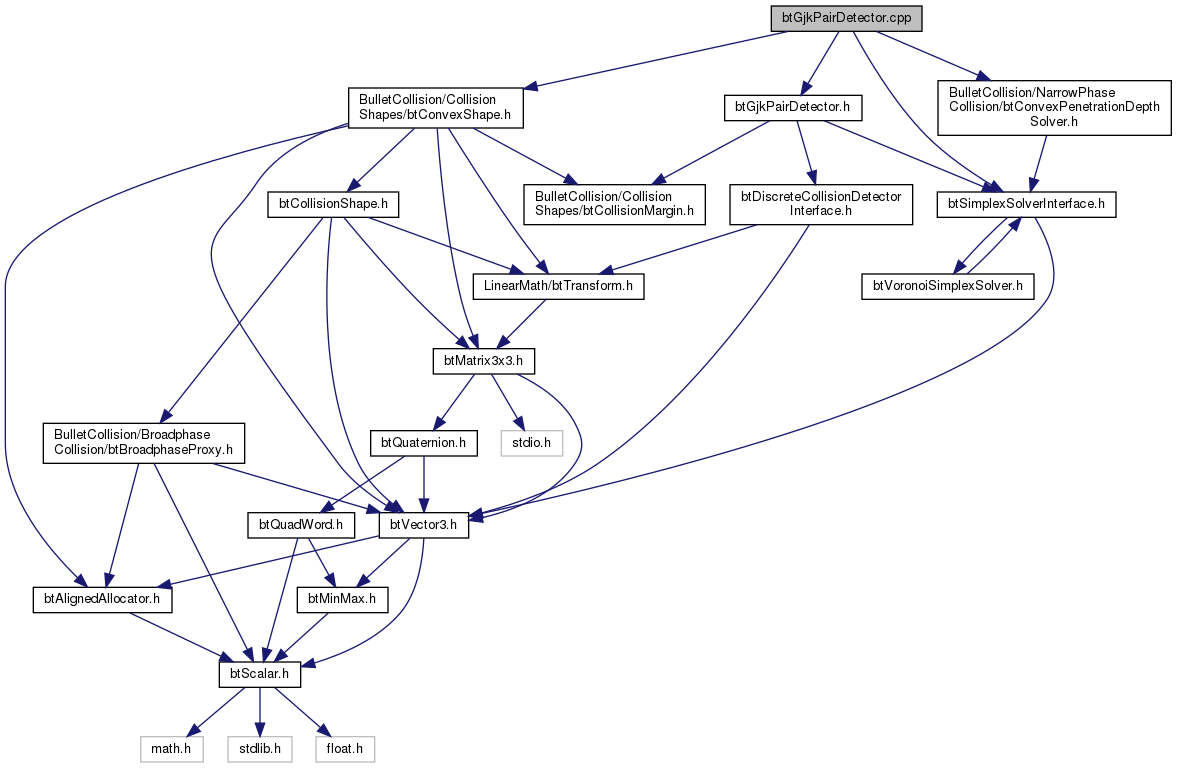 btGjkPairDetector.cpp
BulletCollision/Collision
Shapes/btConvexShape.h
btGjkPairDetector.h
BulletCollision/NarrowPhase
Collision/btConvexPenetrationDepth
Solver.h
btCollisionShape.h
BulletCollision/Collision
Shapes/btCollisionMargin.h
btDiscreteCollisionDetector
Interface.h
btSimplexSolverInterface.h
LinearMath/btTransform.h
btVoronoiSimplexSolver.h
btMatrix3x3.h
BulletCollision/Broadphase
Collision/btBroadphaseProxy.h
btQuaternion.h
stdio.h
btQuadWord.h
btVector3.h
btAlignedAllocator.h
btMinMax.h
btScalar.h
math.h
stdlib.h
float.h